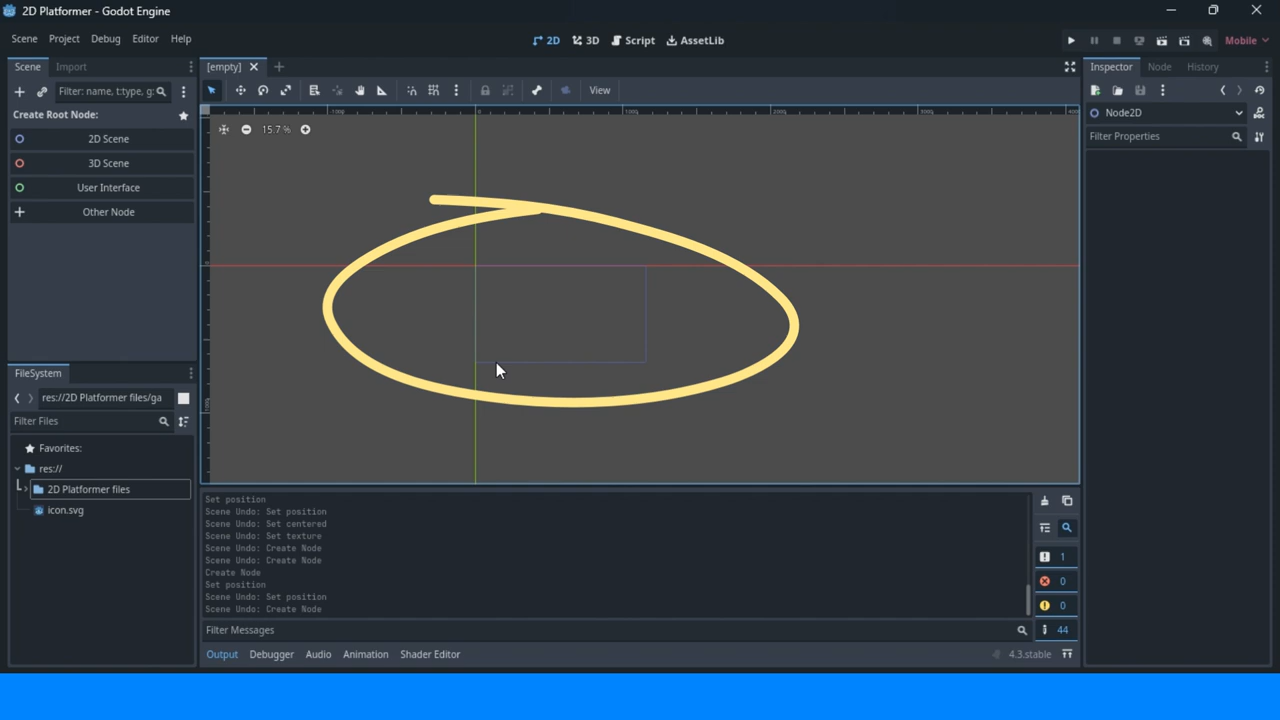 2D Platformer - Godot Engine
Scene Project Debug Editor Help
2D 3D Script AssetLib
Mobile
Scene Import
Filter: name, t:type, g:
Create Root Node:
2D Scene
3D Scene
User Interface
Other Node
[empty]
View
15.7 %
Inspector Node History
Node2D
Filter Properties
FileSystem
res://2D Platformer files/ga
Filter Files
Favorites:
res://
2D Platformer files
icon.svg
Set position
Scene Undo: Set position
Scene Undo: Set centered
Scene Undo: Set texture
Scene Undo: Create Node
Scene Undo: Create Node
Create Node
Set position
Scene Undo: Set position
Scene Undo: Create Node
Filter Messages
1
0
0
44
Output Debugger Audio Animation Shader Editor
4.3.stable